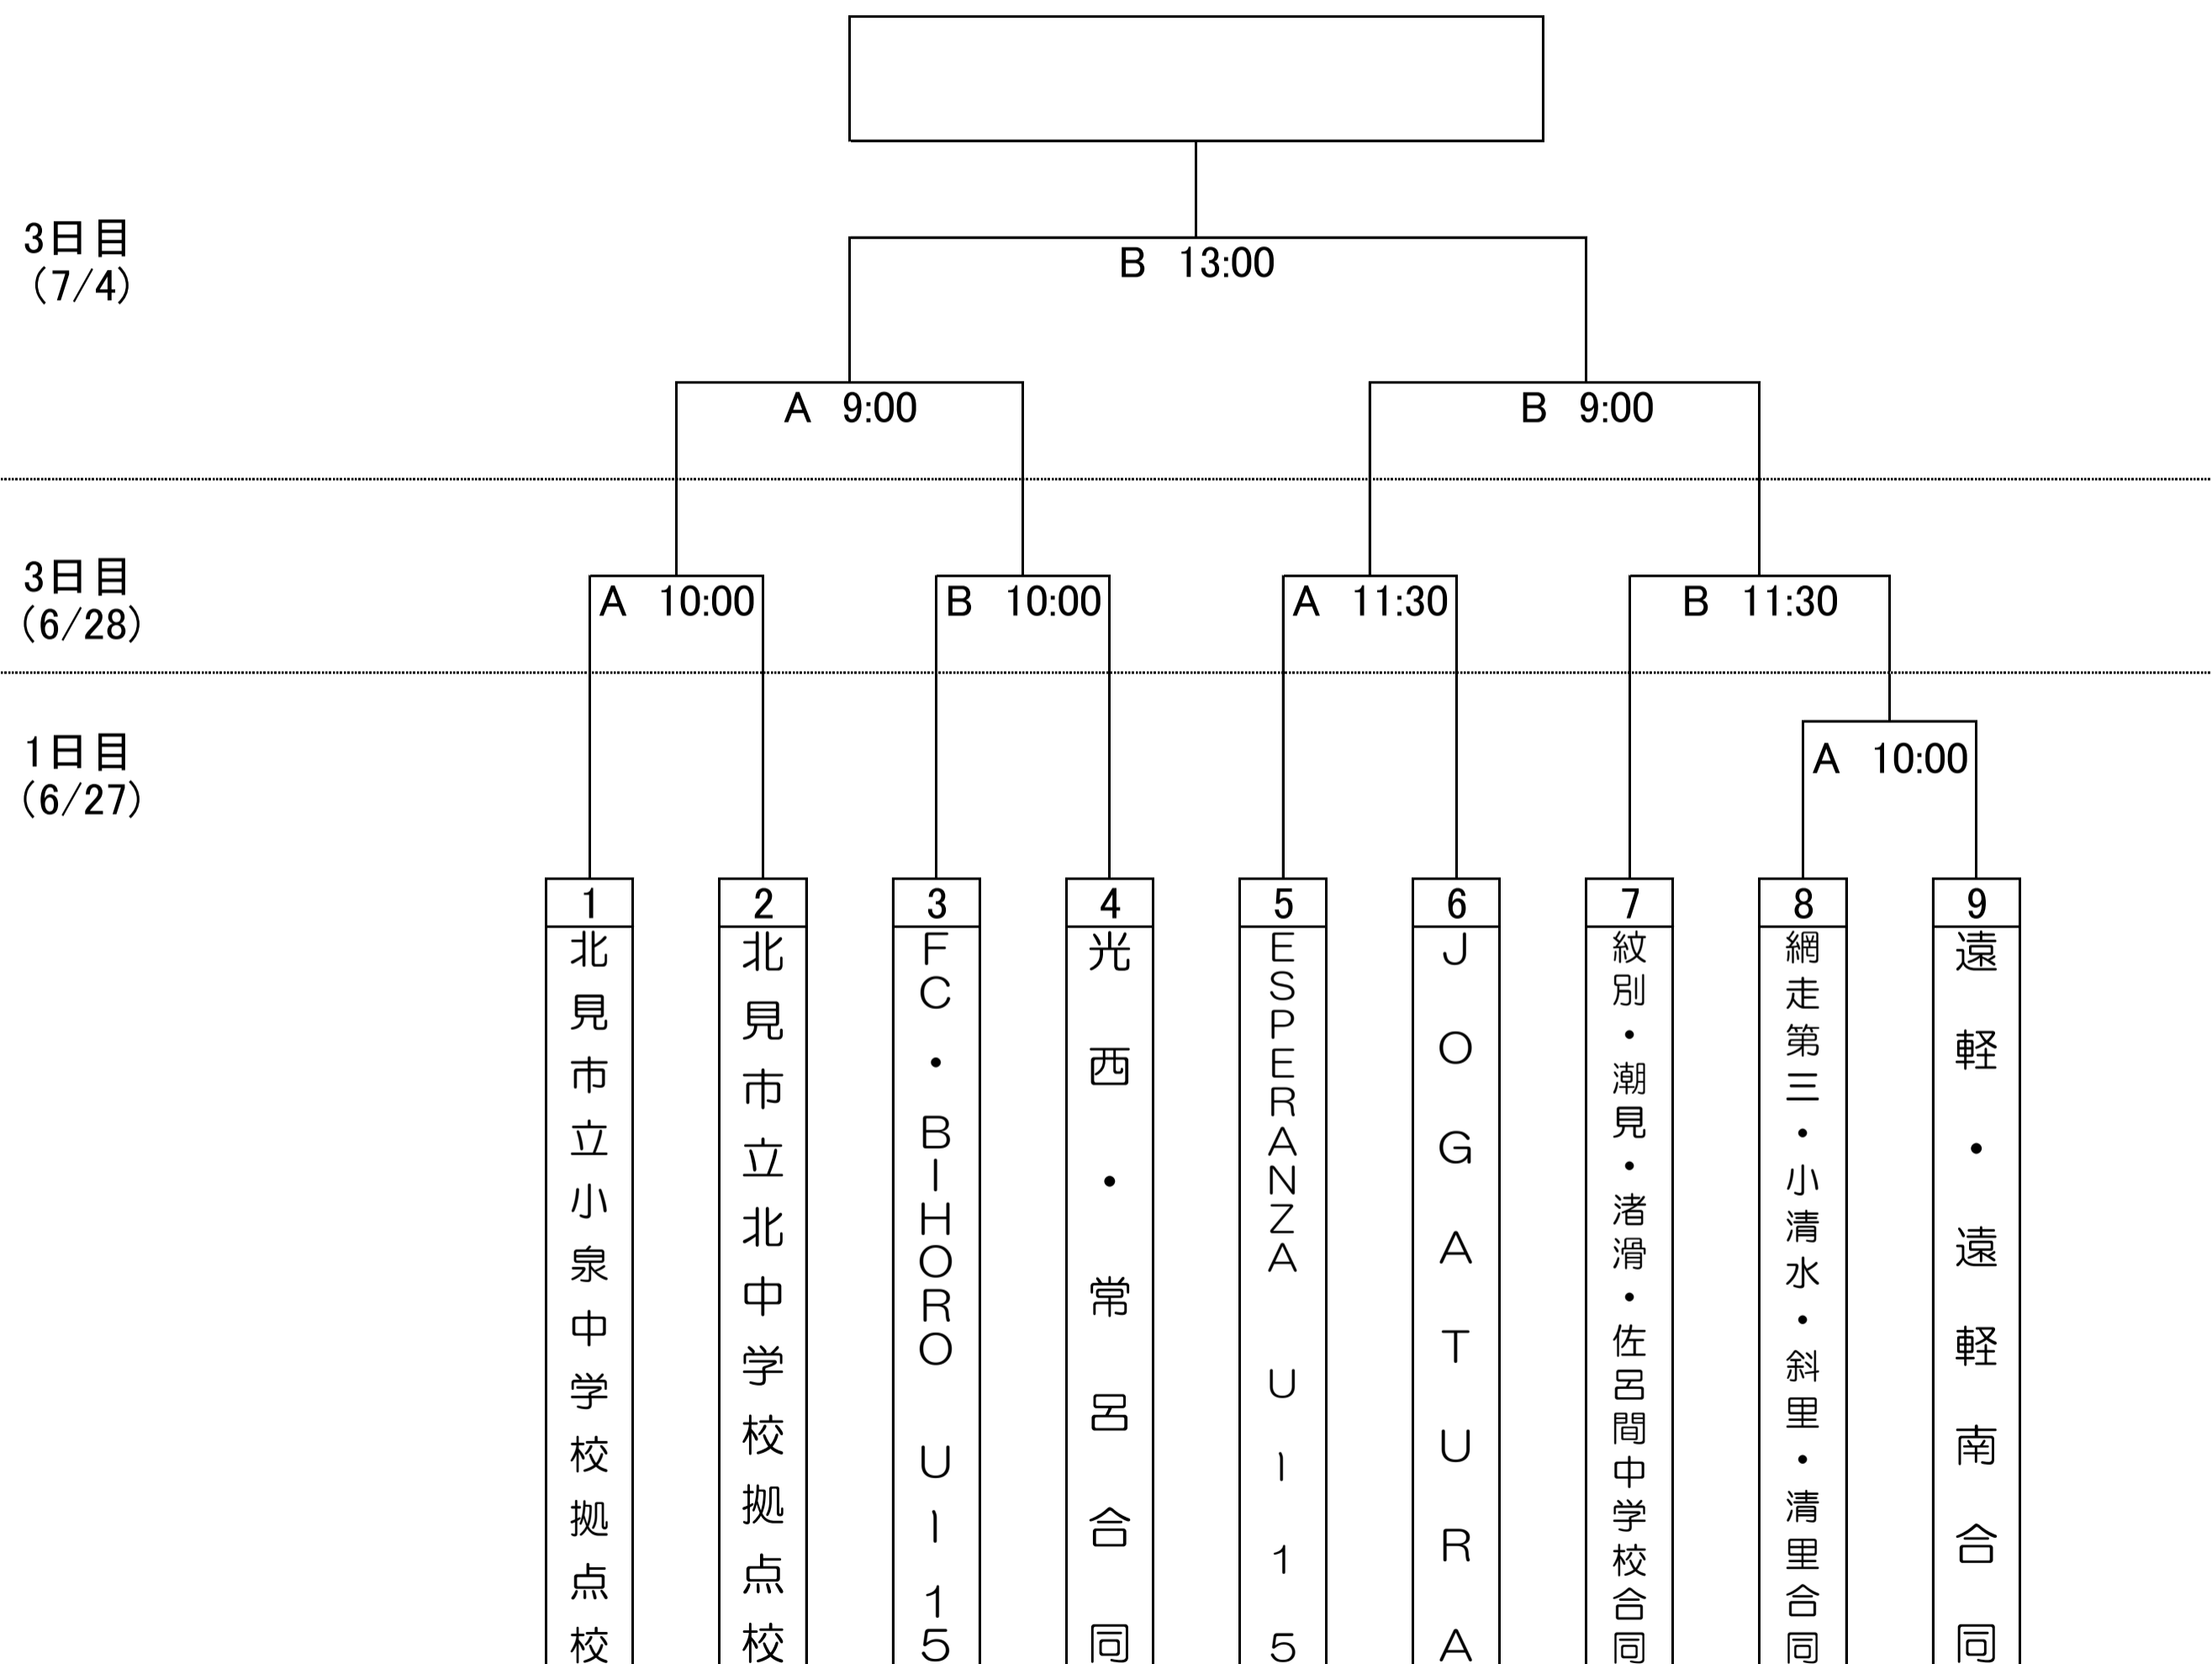 3日目
(7/4)
B 13:00
A 9:00
B 9:00
3日目
(6/28)
A 10:00
B 10:00
A 11:30
B 11:30
1日目
(6/27)
A 10:00
1
2
3
4
5
6
7
8
9
北見市立小泉中学校拠点校
北見市立北中学校拠点校
FC・BIHORO U-15
光西・常呂合同
ESPERANZA U-15
JOGATURA
紋別・潮見・渚滑・佐呂間中学校合同
網走第三・小清水・斜里・清里合同
遠軽・遠軽南合同